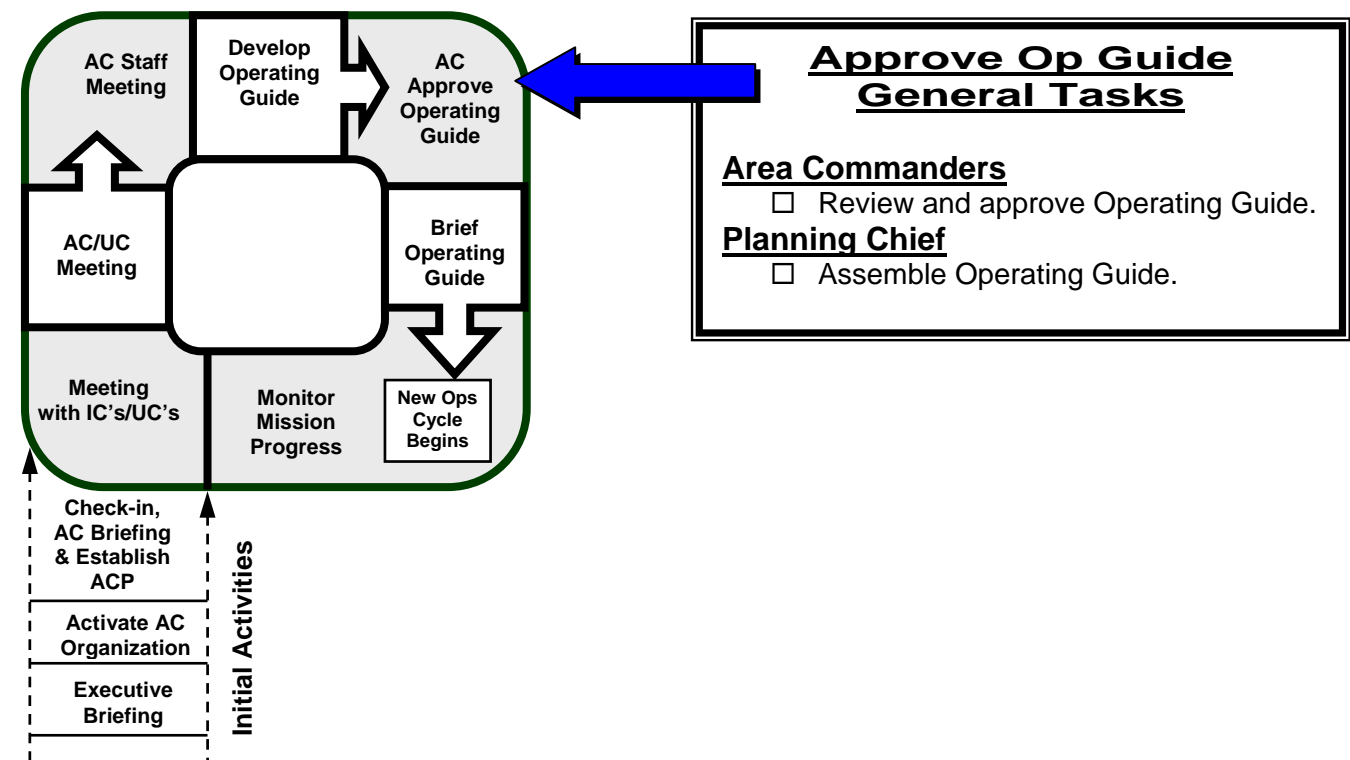 AC Staff
Meeting
Develop
Operating
Guide
AC
Approve
Operating
Guide
AC/UC
Meeting
Brief
Operating
Guide
Meeting
with IC’s/UC’s
Monitor
Mission
Progress
New Ops
Cycle
Begins
Check-in,
AC Briefing
& Establish
ACP
Activate AC
Organization
Executive
Briefing
Initial Activities
Approve Op Guide
General Tasks
Area Commanders
☐ Review and approve Operating Guide.
Planning Chief
☐ Assemble Operating Guide.